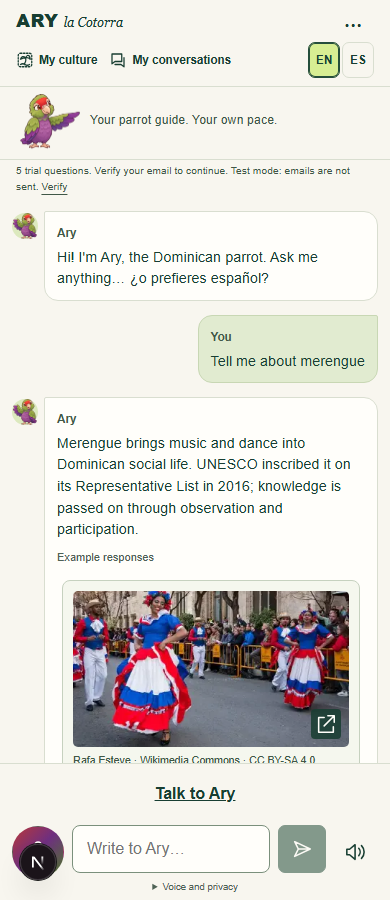 ARY la Cotorra
...
My culture
My conversations
EN
ES
Your parrot guide. Your own pace.
5 trial questions. Verify your email to continue. Test mode: emails are not
sent. Verify
Ary
Hi! I'm Ary, the Dominican parrot. Ask me
anything… ¿o prefieres español?
You
Tell me about merengue
Ary
Merengue brings music and dance into
Dominican social life. UNESCO inscribed it on
its Representative List in 2016; knowledge is
passed on through observation and
participation.
Example responses
Rafa Esteve · Wikimedia Commons · CC BY-SA 4.0
Talk to Ary
N
Write to Ary…
Voice and privacy